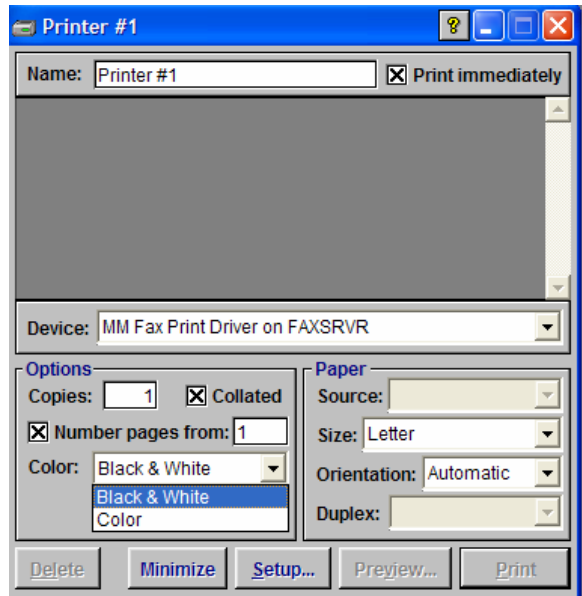 Printer #1
?
Name: Printer #1 Print immediately
Device: MM Fax Print Driver on FAXSRVR
Options
Copies: 1 Collated
Number pages from: 1
Color: Black & White
Black & White
Color
Paper
Source:
Size: Letter
Orientation: Automatic
Duplex:
Delete Minimize Setup... Preview... Print